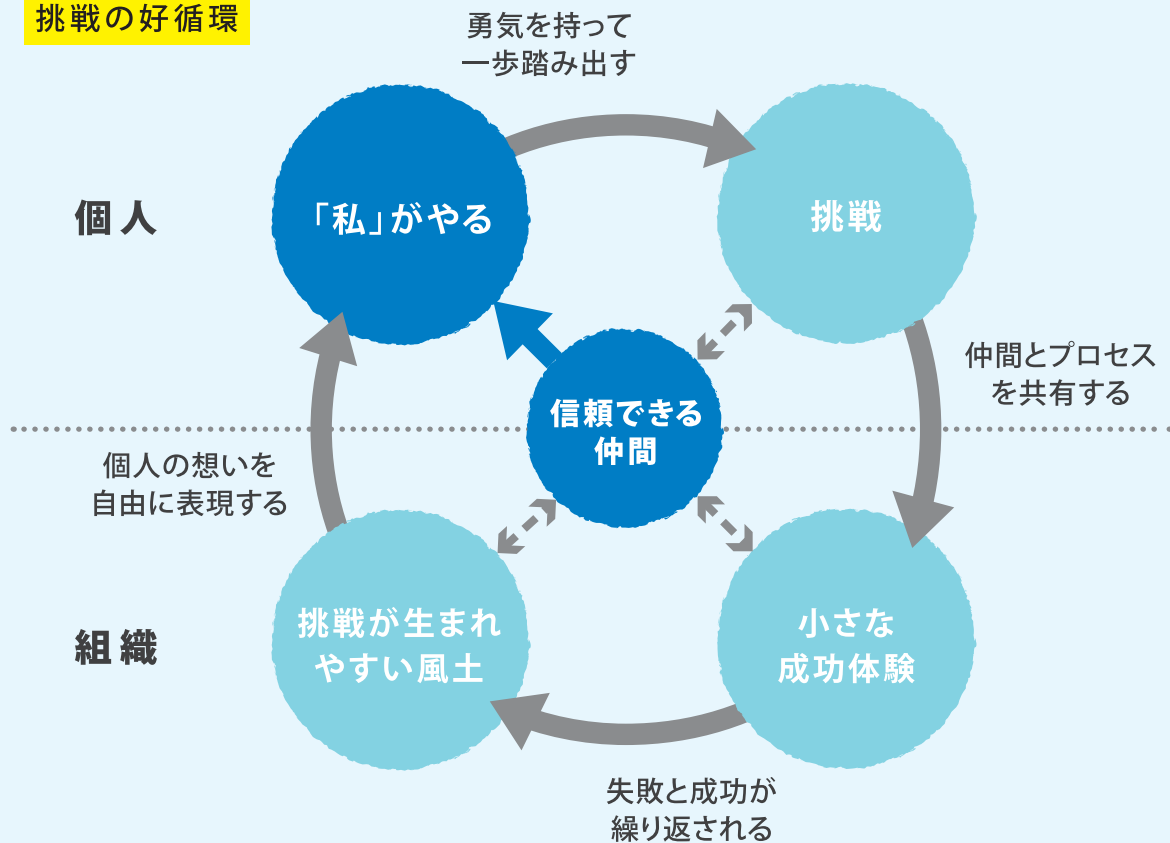 挑戦の好循環
勇気を持って
一歩踏み出す
個人
「私」がやる
挑戦
仲間とプロセス
を共有する
信頼できる
仲間
個人の想いを
自由に表現する
組織
挑戦が生まれ
やすい風土
小さな
成功体験
失敗と成功が
繰り返される